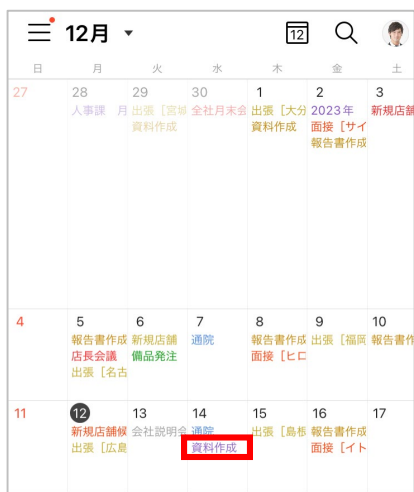 12月 ▼ 12
日 月 火 水 木 金 土
27 28 29 30 1 2 3
人事課 月 出張［宮城 全社月末会 出張［大分 2023年 新規店舗
資料作成 資料作成 面接［サイ
報告書作成
4 5 6 7 8 9 10
報告書作成 新規店舗 通院 報告書作成 出張［福岡 報告書作
店長会議 備品発注 面接［ヒロ
出張［名古
11 12 13 14 15 16 17
新規店舗候 会社説明会 通院 出張［島根 報告書作成
出張［広島 資料作成 面接［イト